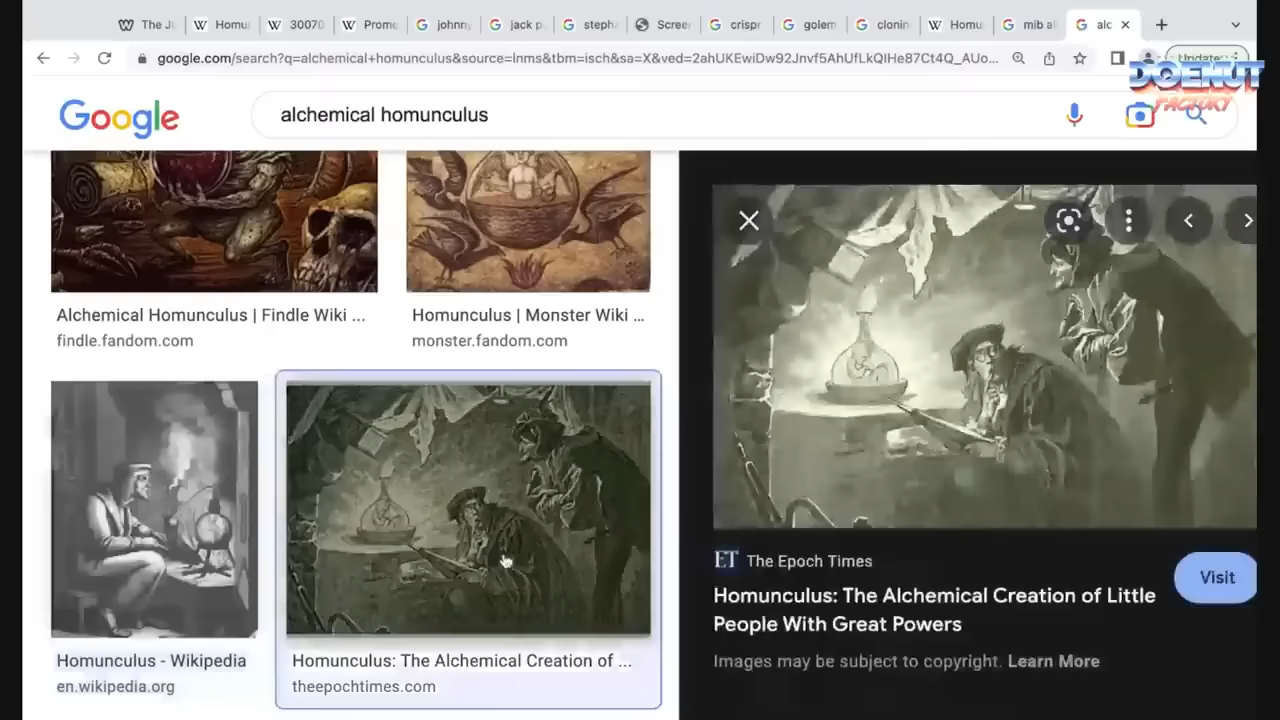 The J
Homu
30070
Prome
johnny
jack p
steph
Scree
crispr
golem
clonin
Homu
mib al
alc
google.com/search?q=alchemical+homunculus&source=lnms&tbm=isch&sa=X&ved=2ahUKEwiDw92Jnvf5AhUfLkQIHe87Ct4Q_AUo...
Update
DOENUT
FACTORY
Google
alchemical homunculus
Alchemical Homunculus | Findle Wiki ...
findle.fandom.com
Homunculus | Monster Wiki ...
monster.fandom.com
ET The Epoch Times
Visit
Homunculus: The Alchemical Creation of Little
People With Great Powers
Images may be subject to copyright. Learn More
Homunculus - Wikipedia
en.wikipedia.org
Homunculus: The Alchemical Creation of ...
theepochtimes.com